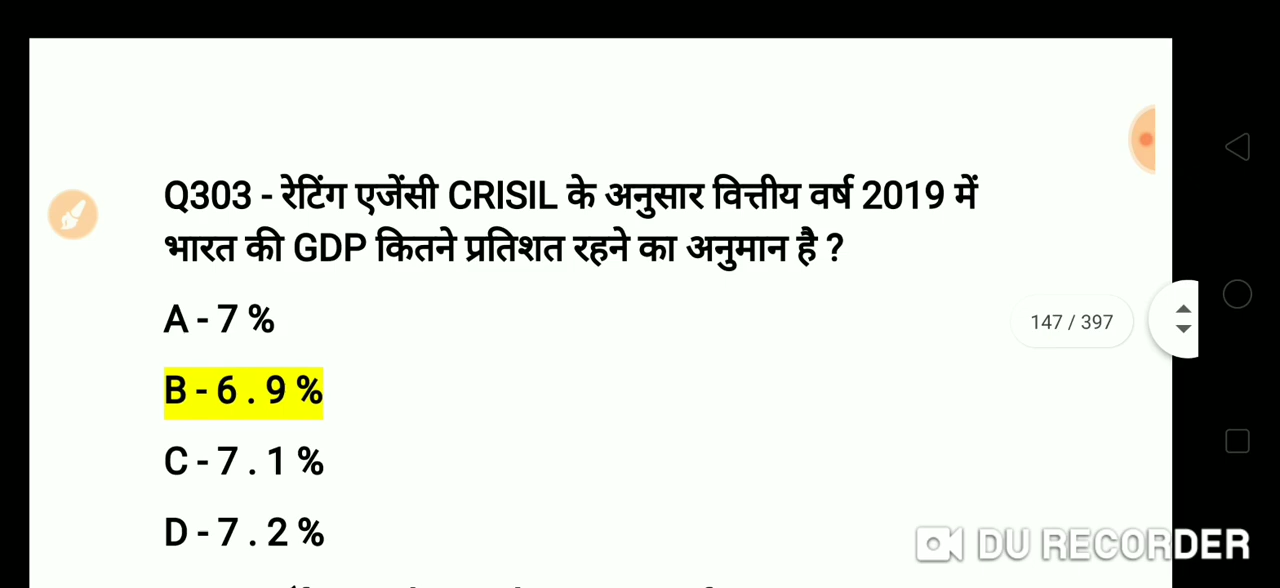 Q303 - रेटिंग एजेंसी CRISIL के अनुसार वित्तीय वर्ष 2019 में
भारत की GDP कितने प्रतिशत रहने का अनुमान है ?
A - 7 %
147 / 397
B - 6 . 9 %
C - 7 . 1 %
D - 7 . 2 %
DU RECORDER